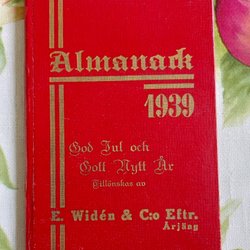 Almanack
1939
God Jul och
Gott Nytt År
Tillönskas av
E. Widén & C:o Eftr.
Årjäng